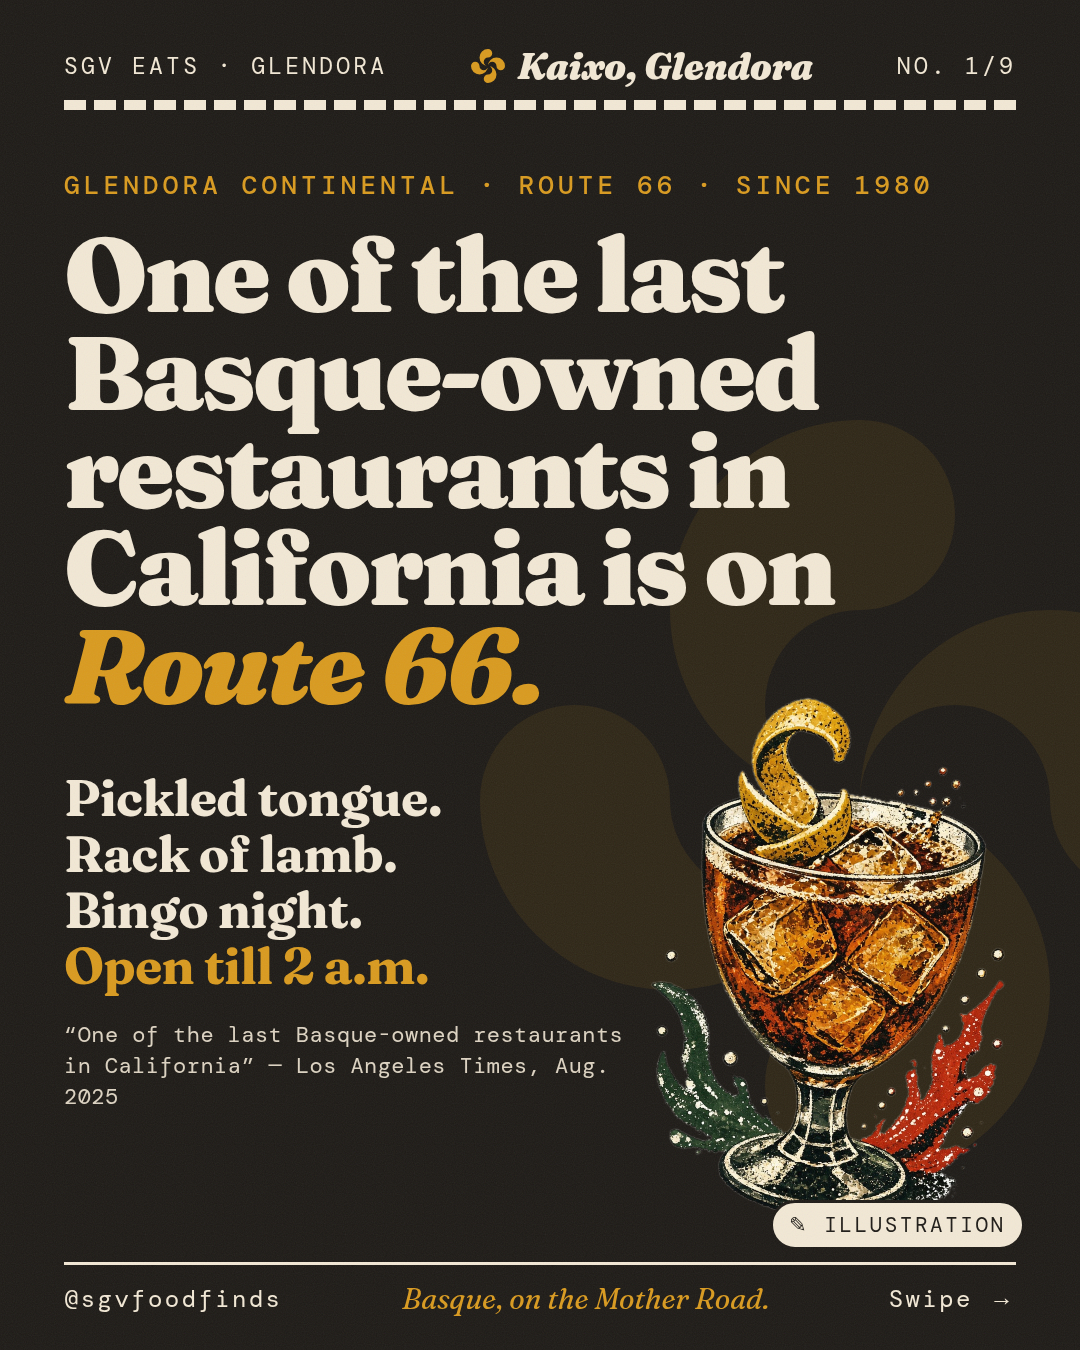 SGV EATS · GLENDORA
Kaixo, Glendora
NO. 1/9
GLENDORA CONTINENTAL · ROUTE 66 · SINCE 1980
One of the last
Basque-owned
restaurants in
California is on
Route 66.
Pickled tongue.
Rack of lamb.
Bingo night.
Open till 2 a.m.
“One of the last Basque-owned restaurants
in California” — Los Angeles Times, Aug.
2025
✎ ILLUSTRATION
@sgvfoodfinds
Basque, on the Mother Road.
Swipe →